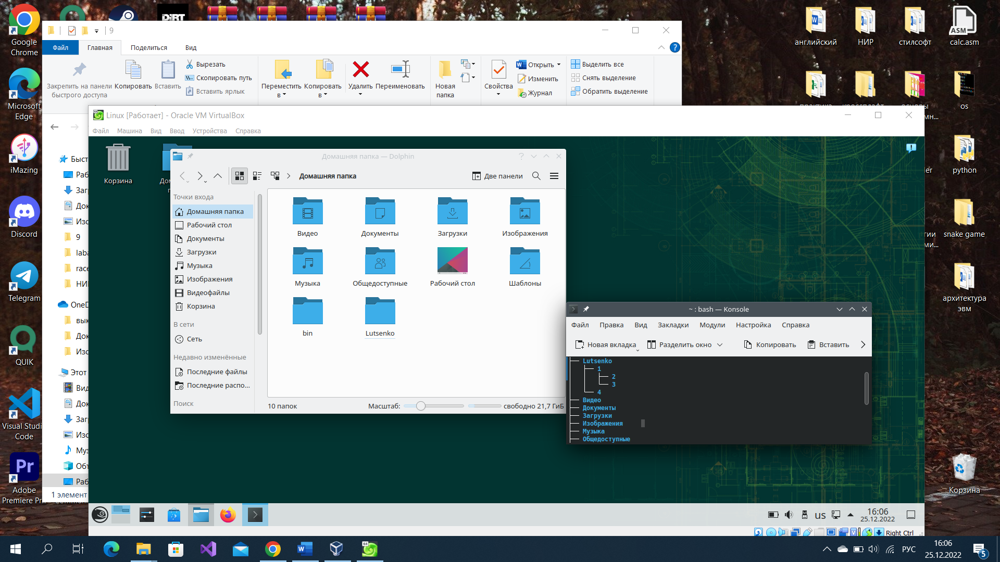 DiRT
Google
Chrome
Microsoft
Edge
iMazing
Discord
Telegram
QUIK
Visual Studi
Code
Pr
Adobe
Premiere Pr...
9
Файл
Главная
Поделиться
Вид
Закрепить на панели
быстрого доступа
Копировать
Вставить
Вырезать
Скопировать путь
Вставить ярлык
Переместить
в
Копировать
в
Удалить
Переименовать
Новая
папка
Свойства
Открыть
Изменить
Журнал
Выделить все
Снять выделение
Обратить выделение
английский
НИР
стилсофт
ASM
calc.asm
os
python
snake game
архитектура
эвм
Корзина
Быст
Раб
Заг
Док
Изо
9
laba
race
НИ
OneD
вык
Док
Изо
Этот
Вид
Док
Заг
Изо
Муз
Объ
Раб
1 элемент
Linux [Работает] - Oracle VM VirtualBox
Файл
Машина
Вид
Ввод
Устройства
Справка
Корзина
Домашняя папка — Dolphin
Домашняя папка
Две панели
Точки входа
Домашняя папка
Рабочий стол
Документы
Загрузки
Музыка
Изображения
Видеофайлы
Корзина
В сети
Сеть
Недавно изменённые
Последние файлы
Последние распо...
Поиск
Видео
Документы
Загрузки
Изображения
Музыка
Общедоступные
Рабочий стол
Шаблоны
bin
Lutsenko
10 папок
Масштаб:
свободно 21,7 ГиБ
~ : bash — Konsole
Файл
Правка
Вид
Закладки
Модули
Настройка
Справка
Новая вкладка
Разделить окно
Копировать
Вставить
├── Lutsenko
│   ├── 1
│   │   ├── 2
│   │   └── 3
│   └── 4
├── Видео
├── Документы
├── Загрузки
├── Изображения
├── Музыка
├── Общедоступные
us
16:06
25.12.2022
Right Ctrl
РУС
16:06
25.12.2022
5